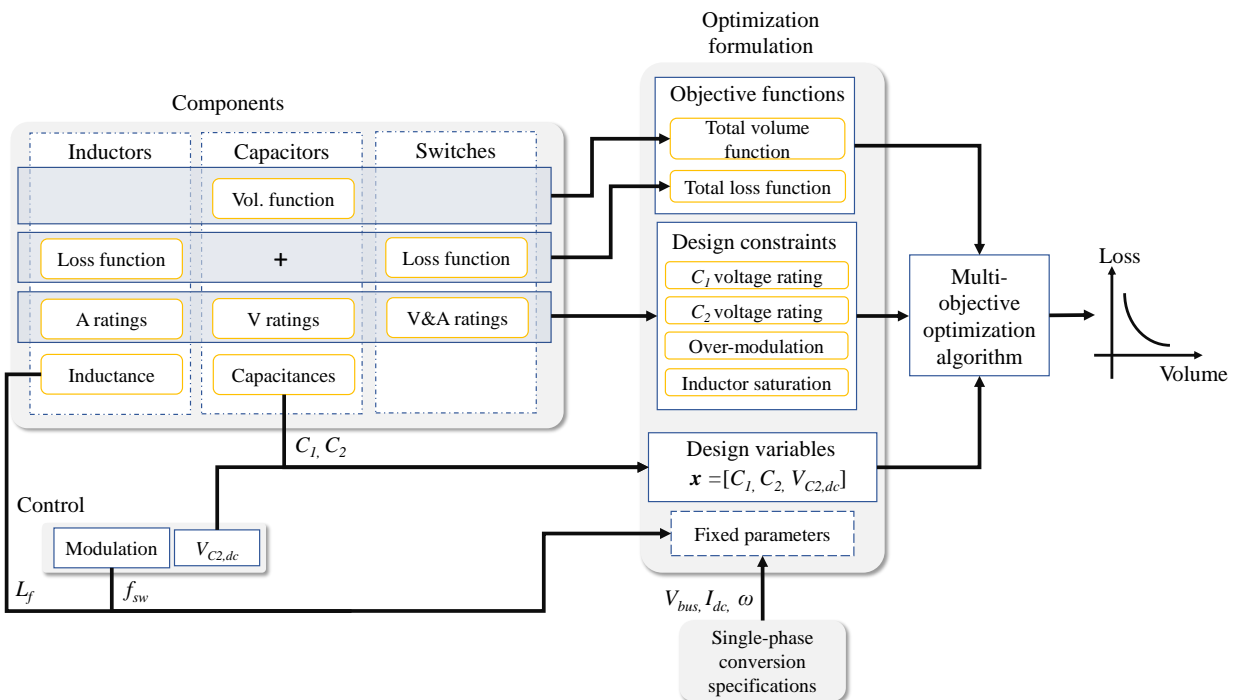 Optimization
formulation
Components
Inductors
Capacitors
Switches
Vol. function
Loss function
+
Loss function
A ratings
V ratings
V&A ratings
Inductance
Capacitances
Objective functions
Total volume
function
Total loss function
Design constraints
C1 voltage rating
C2 voltage rating
Over-modulation
Inductor saturation
Multi-
objective
optimization
algorithm
Loss
Volume
C1, C2
Design variables
x =[C1, C2, VC2,dc]
Control
Modulation
VC2,dc
Fixed parameters
Lf
fsw
Vbus, Idc, ω
Single-phase
conversion
specifications